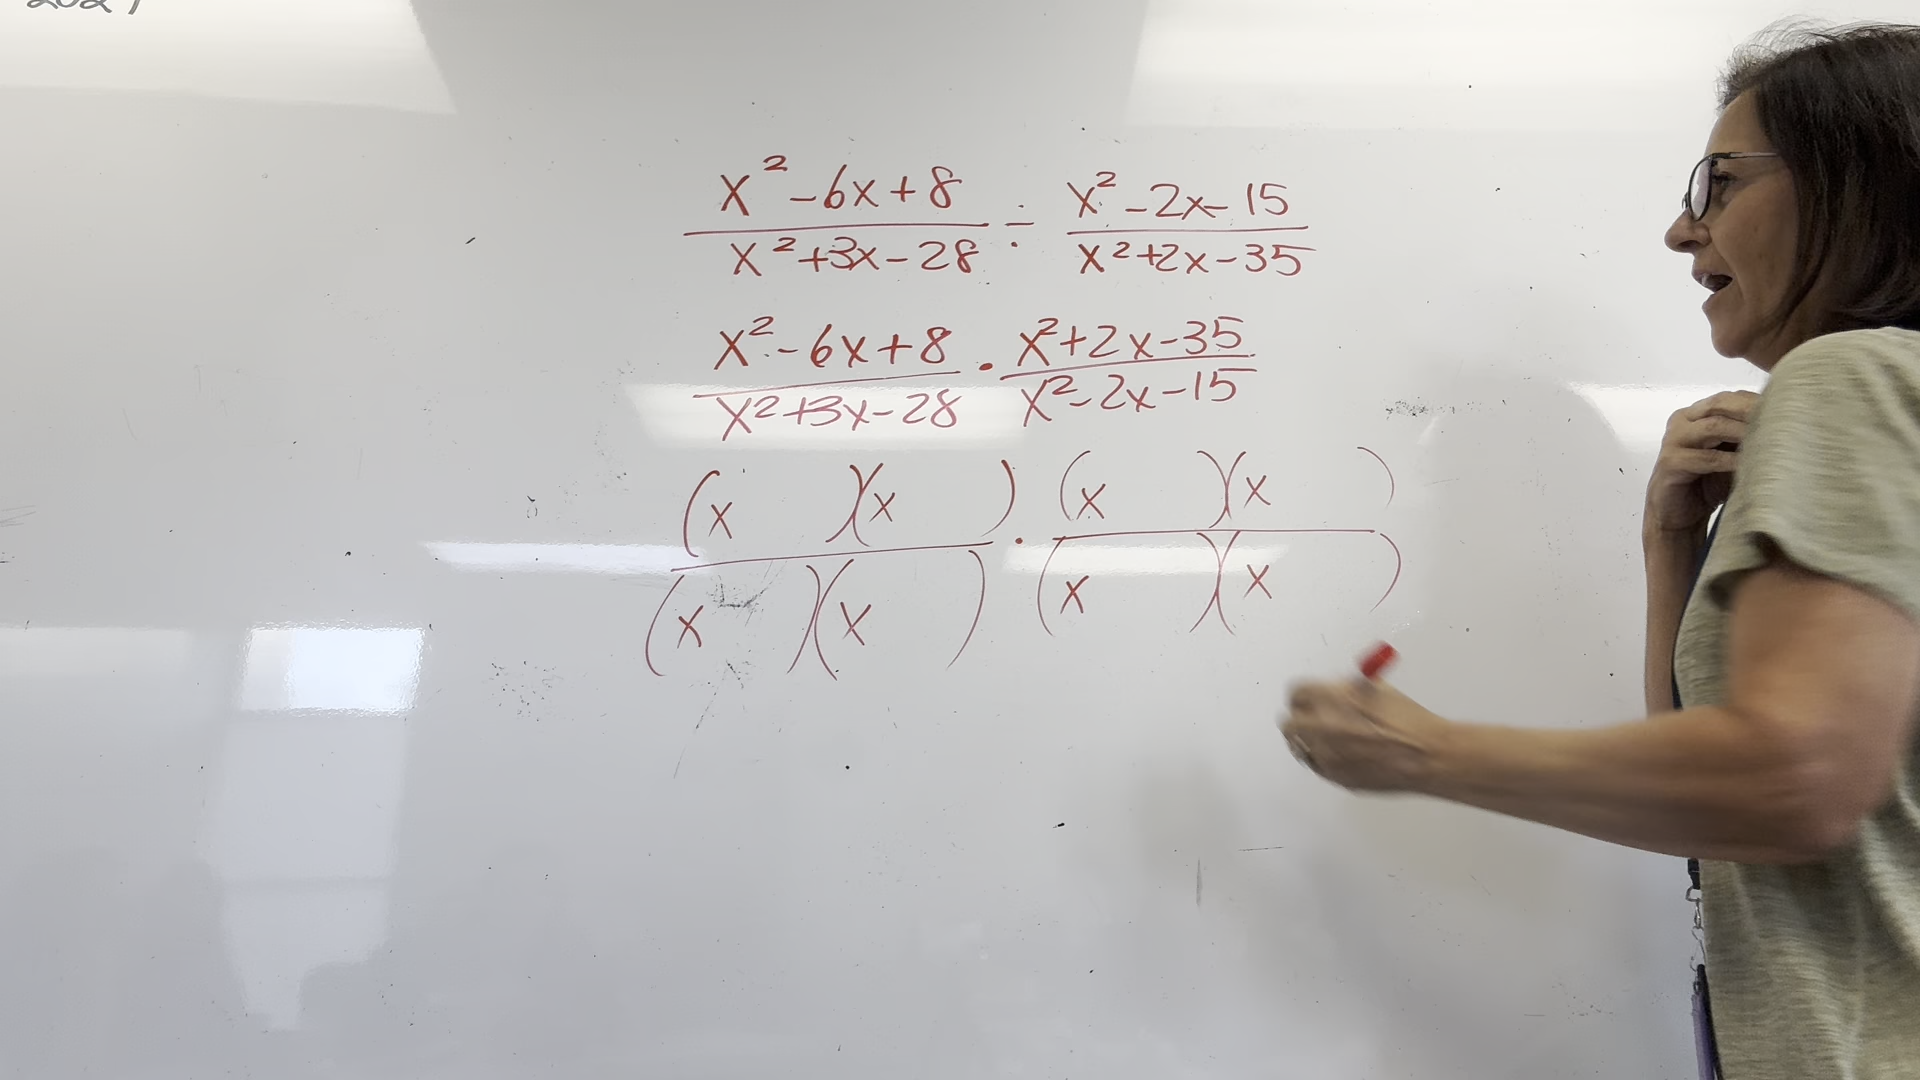 2024
x² - 6x + 8 / x² + 3x - 28 ÷ x² - 2x - 15 / x² + 2x - 35
x² - 6x + 8 / x² + 3x - 28 · x² + 2x - 35 / x² - 2x - 15
(x )(x ) / (x )(x ) · (x )(x ) / (x )(x )